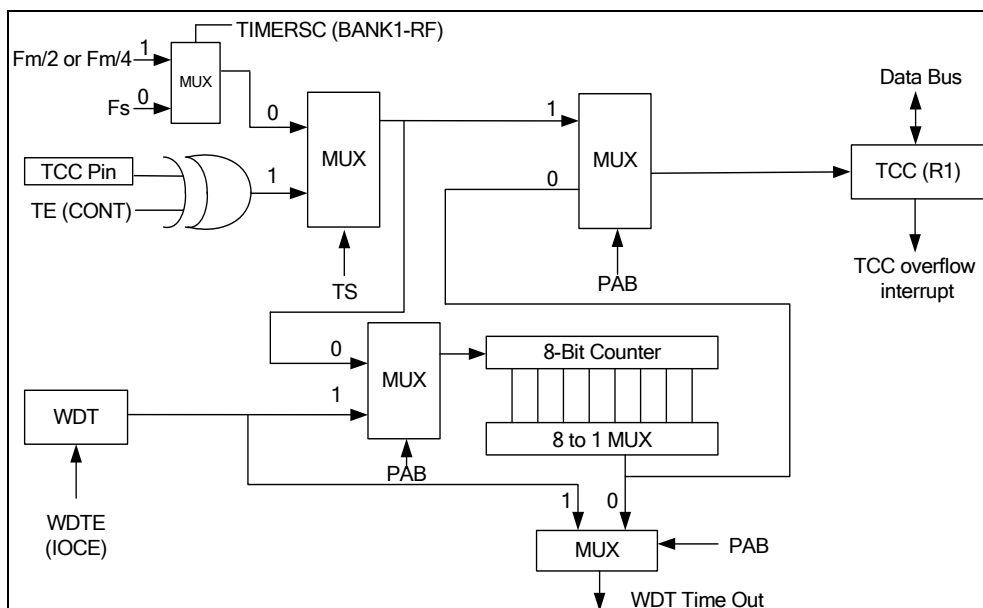 TIMERSC (BANK1-RF)
Fm/2 or Fm/4
1
MUX
Fs
0
0
MUX
1
TCC Pin
TE (CONT)
TS
1
MUX
0
PAB
Data Bus
TCC (R1)
TCC overflow
interrupt
0
MUX
1
PAB
8-Bit Counter
8 to 1 MUX
WDT
WDTE
(IOCE)
1
0
MUX
PAB
WDT Time Out